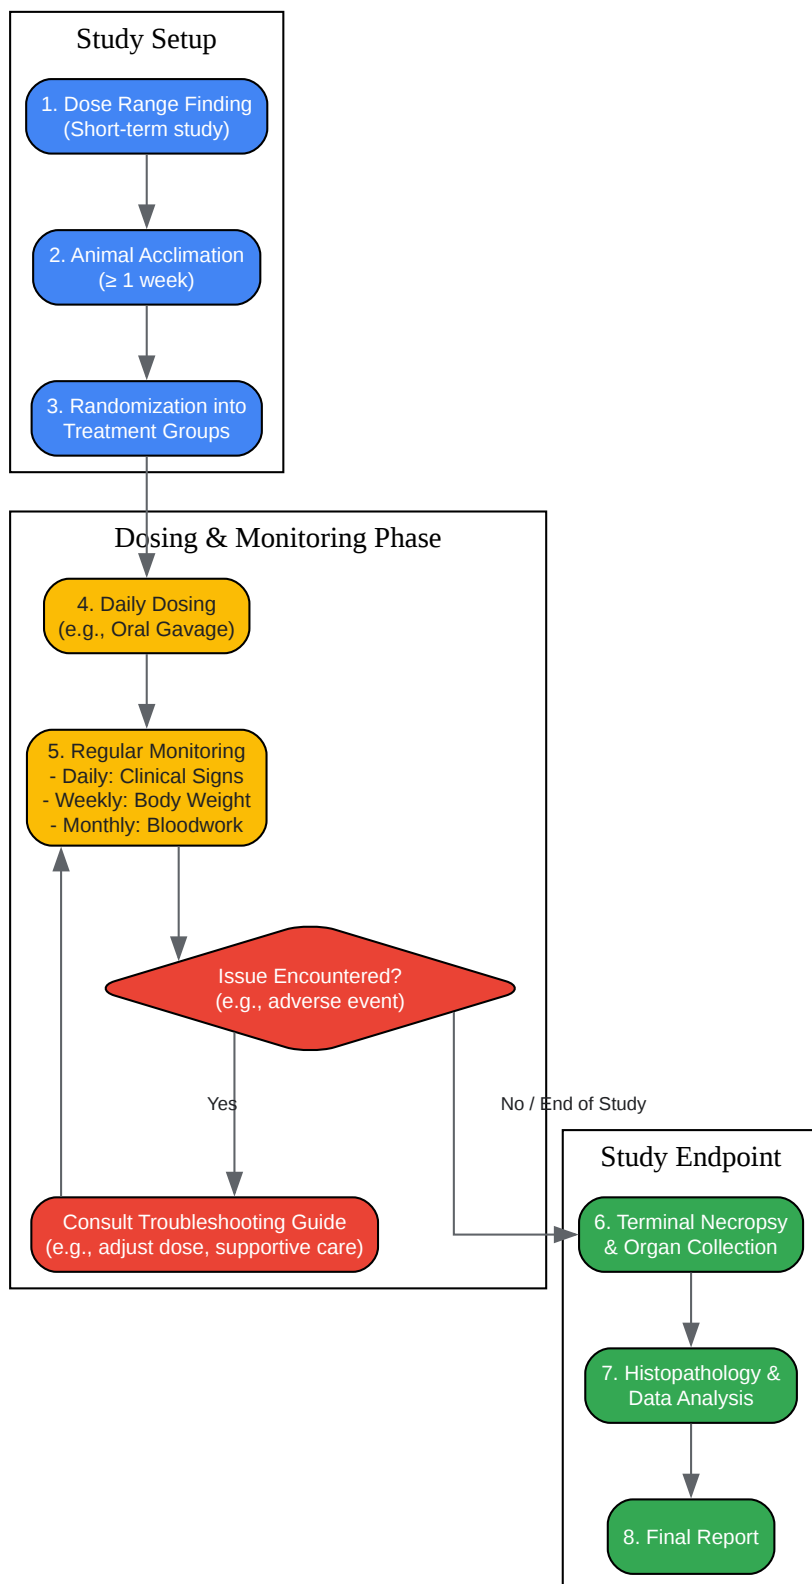 Study Setup
1. Dose Range Finding
(Short-term study)
2. Animal Acclimation
(≥ 1 week)
3. Randomization into
Treatment Groups
Dosing & Monitoring Phase
4. Daily Dosing
(e.g., Oral Gavage)
5. Regular Monitoring
- Daily: Clinical Signs
- Weekly: Body Weight
- Monthly: Bloodwork
Issue Encountered?
(e.g., adverse event)
Yes
No / End of Study
Consult Troubleshooting Guide
(e.g., adjust dose, supportive care)
Study Endpoint
6. Terminal Necropsy
& Organ Collection
7. Histopathology &
Data Analysis
8. Final Report